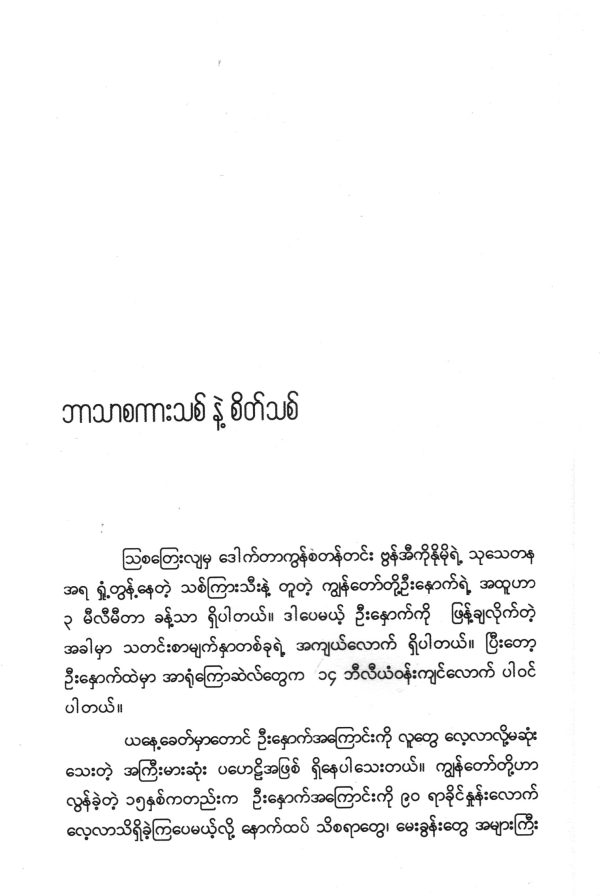 ဘာသာစကားသစ် နဲ့ စိတ်သစ်
ဩစတြေးလျမှ ဒေါက်တာကွန်စတန်တင်း ဗွန်အီကိုနိုမိုရဲ့ သုသေတန
အရ ရှုံ့တွန့်နေတဲ့ သစ်ကြားသီးနဲ့ တူတဲ့ ကျွန်တော်တို့ဦးနှောက်ရဲ့ အထူဟာ
၃ မီလီမီတာ ခန့်သာ ရှိပါတယ်။ ဒါပေမယ့် ဦးနှောက်ကို ဖြန့်ချလိုက်တဲ့
အခါမှာ သတင်းစာမျက်နှာတစ်ခုရဲ့ အကျယ်လောက် ရှိပါတယ်။ ပြီးတော့
ဦးနှောက်ထဲမှာ အာရုံကြောဆဲလ်တွေက ၁၄ ဘီလီယံဝန်းကျင်လောက် ပါဝင်
ပါတယ်။
ယနေ့ခေတ်မှာတောင် ဦးနှောက်အကြောင်းကို လူတွေ လေ့လာလို့မဆုံး
သေးတဲ့ အကြီးမားဆုံး ပဟေဠိအဖြစ် ရှိနေပါသေးတယ်။ ကျွန်တော်တို့ဟာ
လွန်ခဲ့တဲ့ ၁၅နှစ်ကတည်းက ဦးနှောက်အကြောင်းကို ၉၀ ရာခိုင်နှုန်းလောက်
လေ့လာသိရှိခဲ့ကြပေမယ့်လို့ နောက်ထပ် သိစရာတွေ၊ မေးခွန်းတွေ အများကြီး